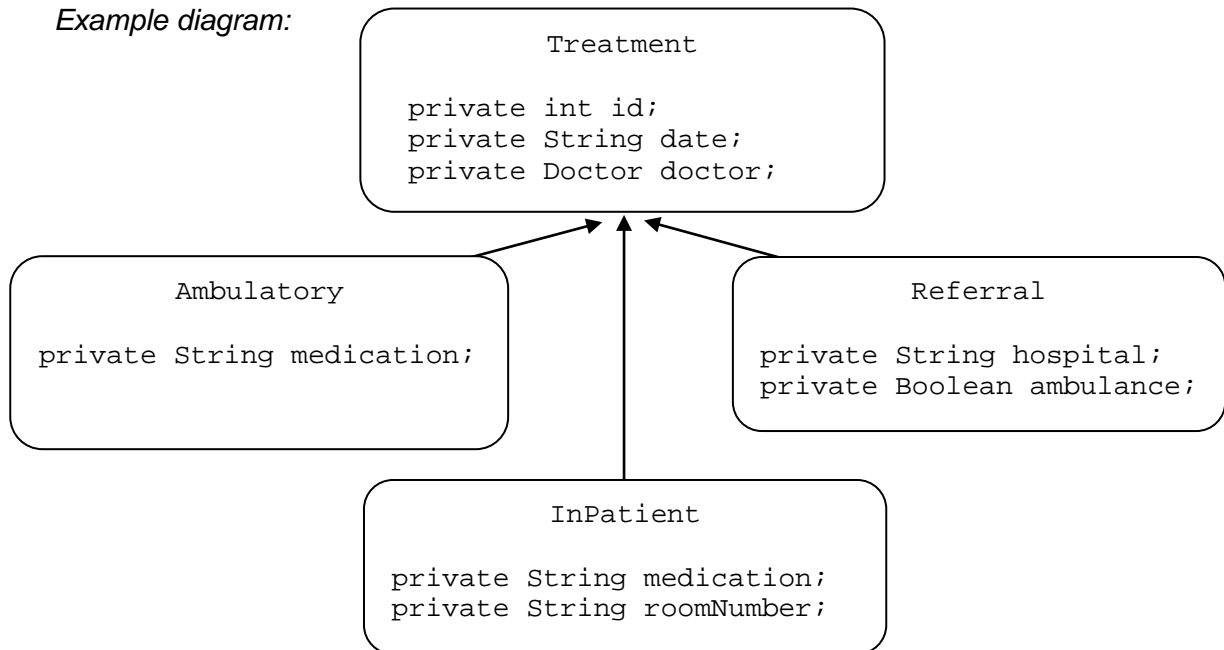 Example diagram:
Treatment
private int id;
private String date;
private Doctor doctor;
Ambulatory
private String medication;
Referral
private String hospital;
private Boolean ambulance;
InPatient
private String medication;
private String roomNumber;